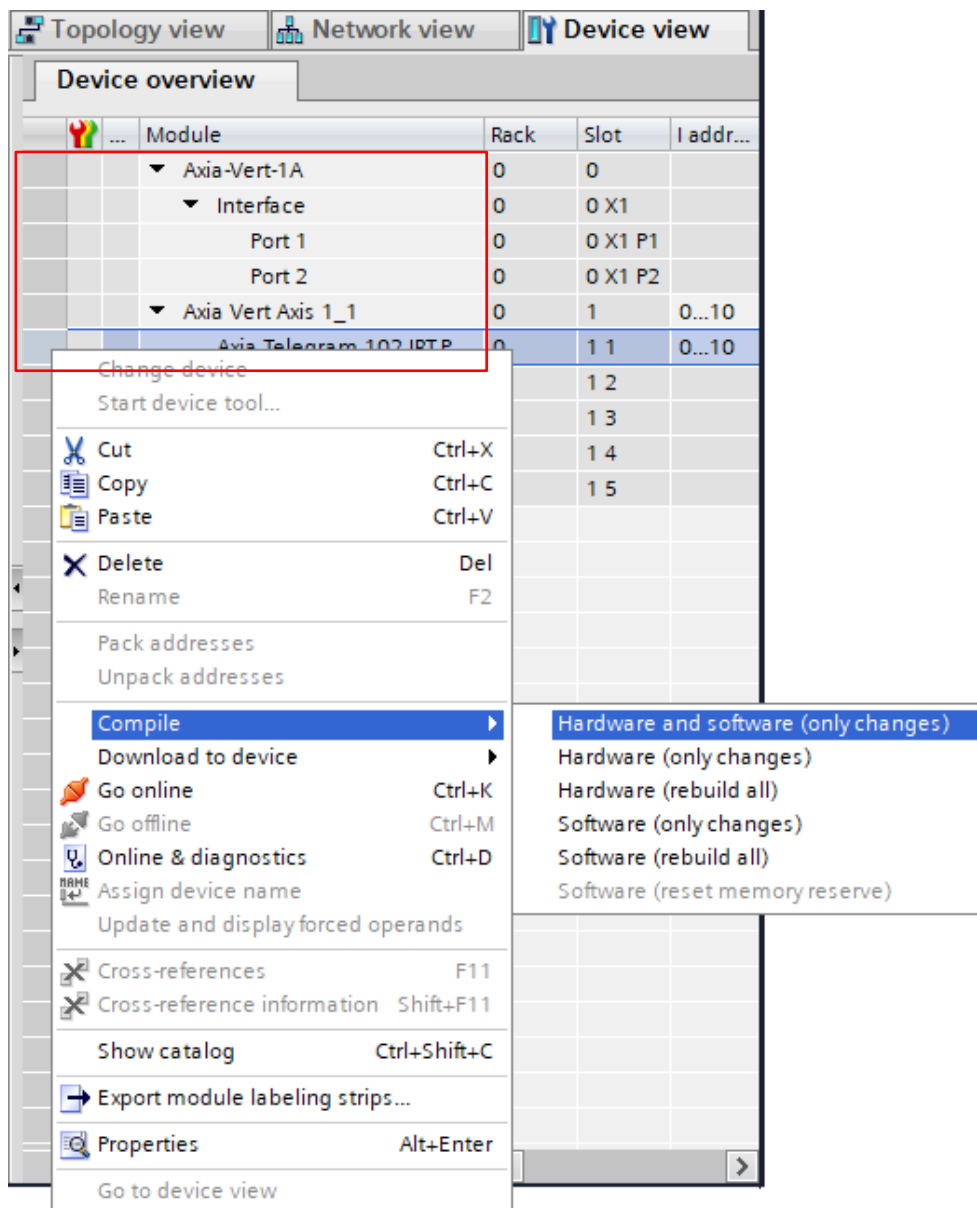 Topology view Network view Device view
Device overview
... Module Rack Slot I addr...
Axia-Vert-1A 0 0
Interface 0 0 X1
Port 1 0 0 X1 P1
Port 2 0 0 X1 P2
Axia Vert Axis 1_1 0 1 0...10
Axia Telegram 102 IRT P... 0 1 1 0...10
Change device 1 2
Start device tool... 1 3
Cut Ctrl+X 1 4
Copy Ctrl+C 1 5
Paste Ctrl+V
Delete Del
Rename F2
Pack addresses
Unpack addresses
Compile Hardware and software (only changes)
Download to device Hardware (only changes)
Go online Ctrl+K Hardware (rebuild all)
Go offline Ctrl+M Software (only changes)
Online & diagnostics Ctrl+D Software (rebuild all)
NAME Assign device name Software (reset memory reserve)
Update and display forced operands
Cross-references F11
Cross-reference information Shift+F11
Show catalog Ctrl+Shift+C
Export module labeling strips...
Properties Alt+Enter
Go to device view